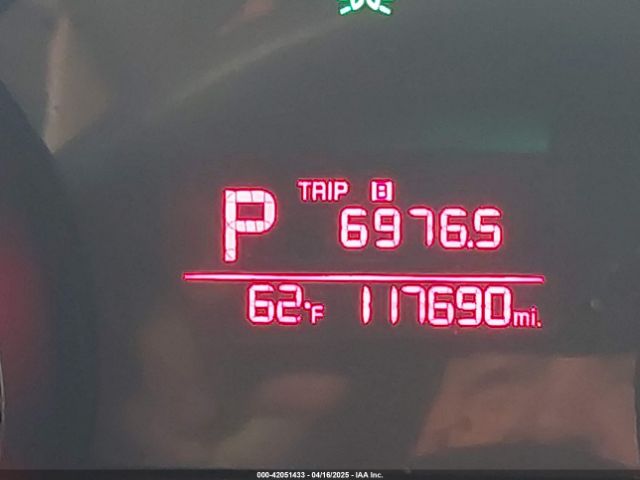 TRIP B
P 6976.5
62°F 117690 mi.
000-42051433 - 04/16/2025 - IAA Inc.